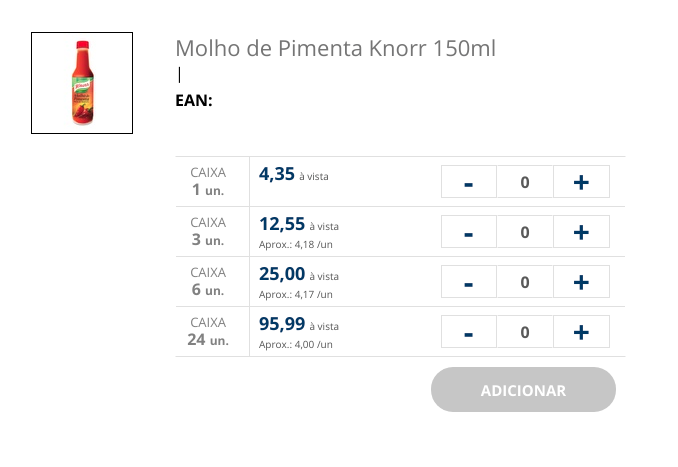 Molho de Pimenta Knorr 150ml
|
EAN:
CAIXA
1 un.
4,35 à vista
- 0 +
CAIXA
3 un.
12,55 à vista
Aprox.: 4,18 /un
- 0 +
CAIXA
6 un.
25,00 à vista
Aprox.: 4,17 /un
- 0 +
CAIXA
24 un.
95,99 à vista
Aprox.: 4,00 /un
- 0 +
ADICIONAR